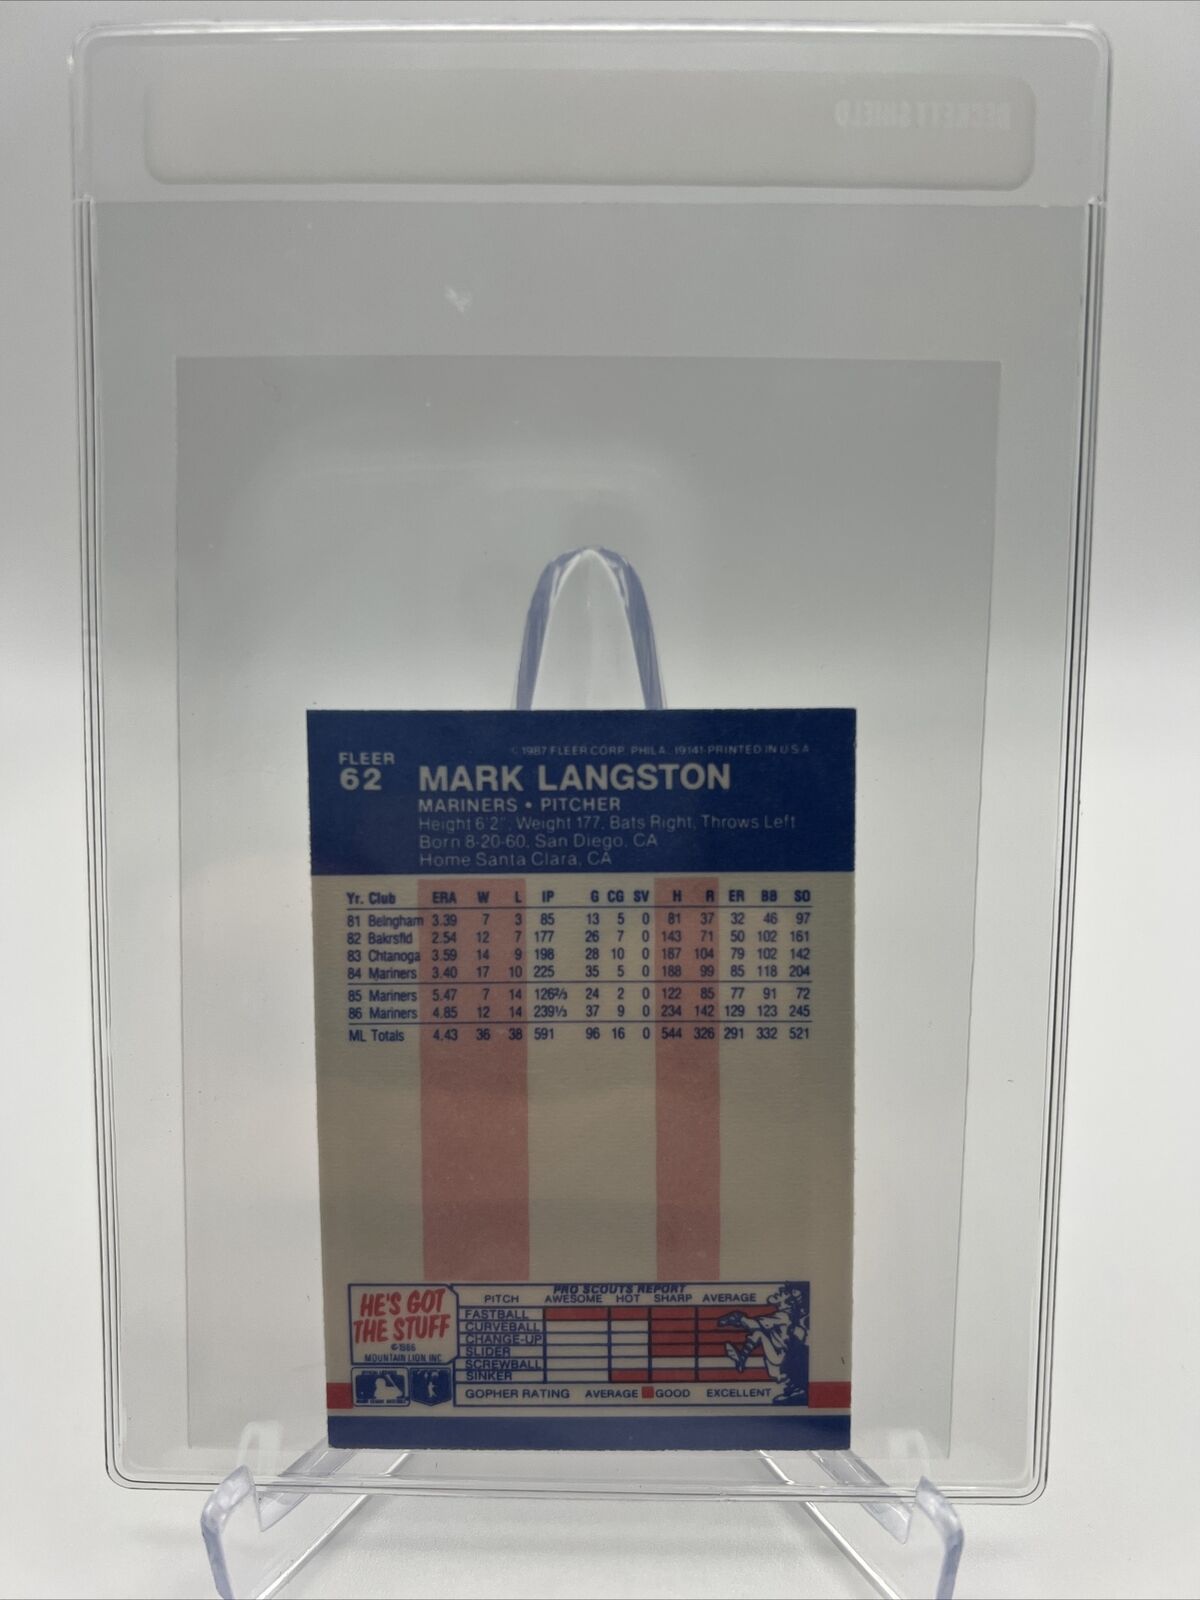 BECKETT SHIELD
FLEER
62
© 1987 FLEER CORP. PHILA. 19141 PRINTED IN U S A
MARK LANGSTON
MARINERS • PITCHER
Height 6'2", Weight 177, Bats Right, Throws Left
Born 8-20-60, San Diego, CA
Home Santa Clara, CA
Yr. Club ERA W L IP G CG SV H R ER BB SO
81 Belngham 3.39 7 3 85 13 5 0 81 37 32 46 97
82 Bakrsfld 2.54 12 7 177 26 7 0 143 71 50 102 161
83 Chtanoga 3.59 14 9 198 28 10 0 187 104 79 102 142
84 Mariners 3.40 17 10 225 35 5 0 188 99 85 118 204
85 Mariners 5.47 7 14 126⅔ 24 2 0 122 85 77 91 72
86 Mariners 4.85 12 14 239⅓ 37 9 0 234 142 129 123 245
ML Totals 4.43 36 38 591 96 16 0 544 326 291 332 521
HE'S GOT
THE STUFF
©1986
MOUNTAIN LION, INC.
PRO SCOUTS REPORT
PITCH AWESOME HOT SHARP AVERAGE
FASTBALL
CURVEBALL
CHANGE-UP
SLIDER
SCREWBALL
SINKER
GOPHER RATING AVERAGE GOOD EXCELLENT